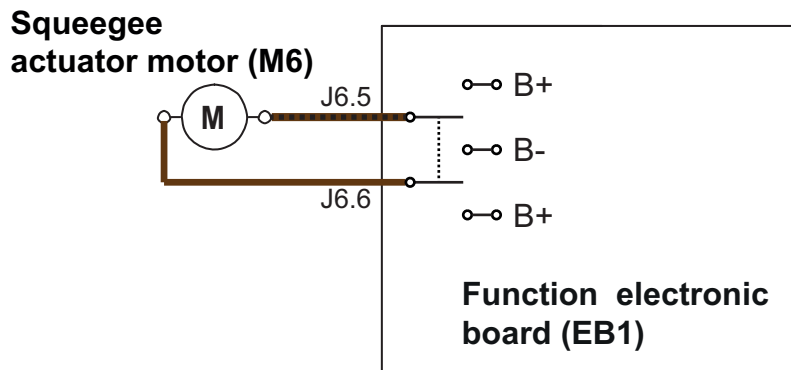 Squeegee
actuator motor (M6)
M
J6.5
J6.6
B+
B-
B+
Function electronic
board (EB1)